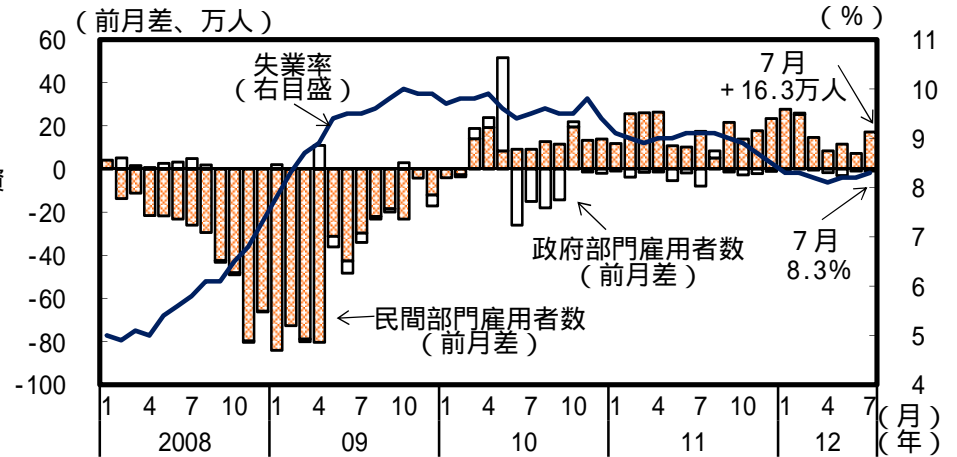 (前月差、万人)
(%)
60
40
20
0
-20
-40
-60
-80
-100
11
10
9
8
7
6
5
4
失業率
(右目盛)
7月
+16.3万人
政府部門雇用者数
(前月差)
7月
8.3%
民間部門雇用者数
(前月差)
1 4 7 10 1 4 7 10 1 4 7 10 1 4 7 10 1 4 7 (月)
2008 09 10 11 12 (年)